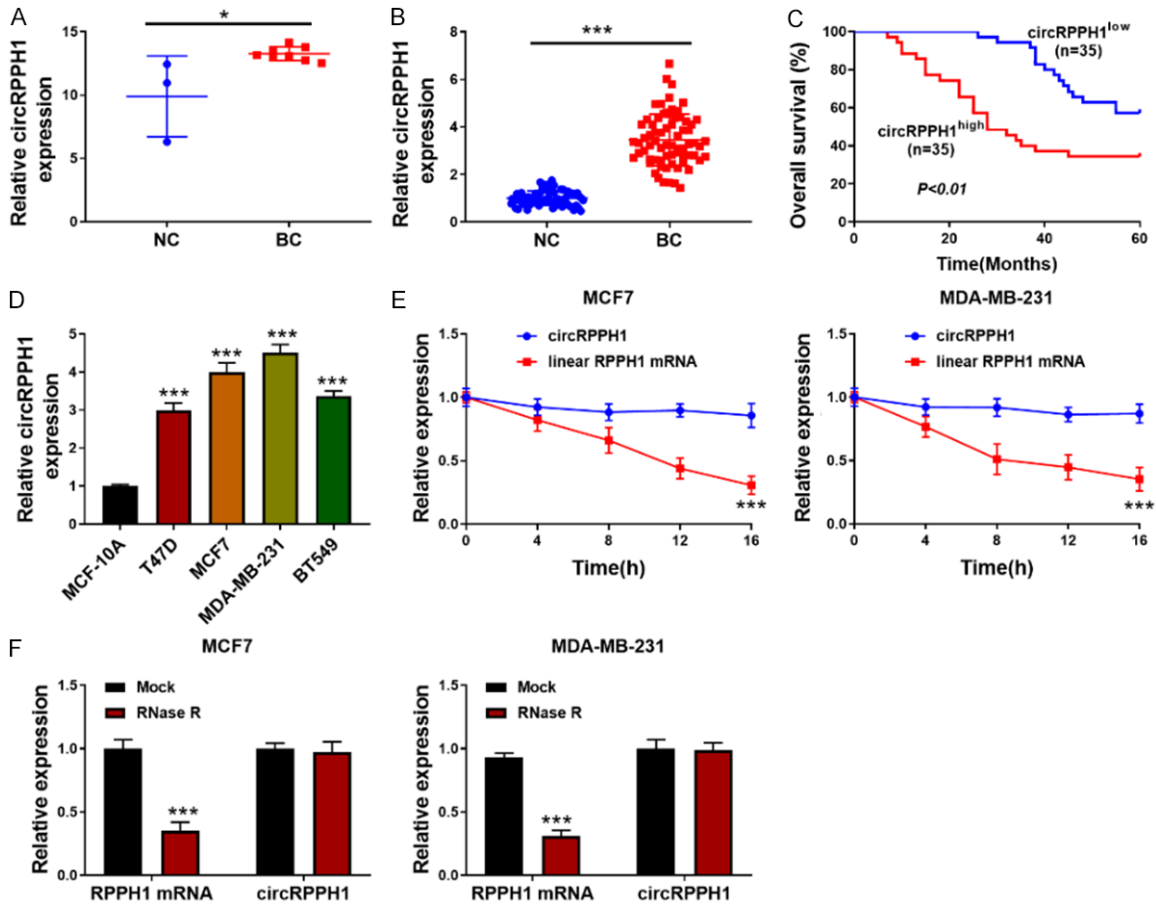 A
Relative circRPPH1
expression
15
10
5
0
*
NC
BC
B
Relative circRPPH1
expression
8
6
4
2
0
***
NC
BC
C
Overall survival (%)
100
80
60
40
20
0
circRPPH1low
(n=35)
circRPPH1high
(n=35)
P<0.01
0
20
40
60
Time(Months)
D
Relative circRPPH1
expression
5
4
3
2
1
0
***
***
***
***
MCF-10A
T47D
MCF7
MDA-MB-231
BT549
E
MCF7
Relative expression
1.5
1.0
0.5
0.0
circRPPH1
linear RPPH1 mRNA
***
0
4
8
12
16
Time(h)
MDA-MB-231
Relative expression
1.5
1.0
0.5
0.0
circRPPH1
linear RPPH1 mRNA
***
0
4
8
12
16
Time(h)
F
MCF7
Relative expression
1.5
1.0
0.5
0.0
Mock
RNase R
***
RPPH1 mRNA
circRPPH1
MDA-MB-231
Relative expression
1.5
1.0
0.5
0.0
Mock
RNase R
***
RPPH1 mRNA
circRPPH1